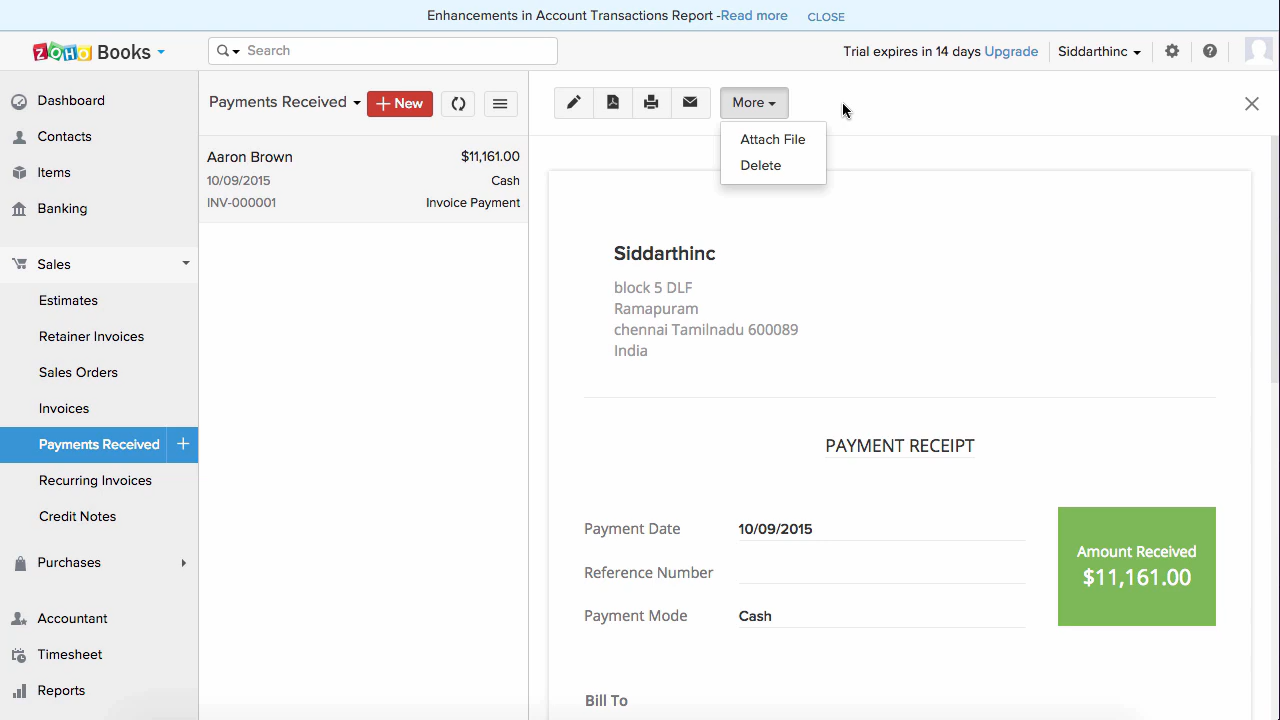 Enhancements in Account Transactions Report -Read more CLOSE
ZOHO Books
Search
Trial expires in 14 days Upgrade
Siddarthinc
Dashboard
Contacts
Items
Banking
Sales
Estimates
Retainer Invoices
Sales Orders
Invoices
Payments Received +
Recurring Invoices
Credit Notes
Purchases
Accountant
Timesheet
Reports
Payments Received
+ New
Aaron Brown $11,161.00
10/09/2015 Cash
INV-000001 Invoice Payment
More
Attach File
Delete
Siddarthinc
block 5 DLF
Ramapuram
chennai Tamilnadu 600089
India
PAYMENT RECEIPT
Payment Date 10/09/2015
Reference Number
Payment Mode Cash
Amount Received
$11,161.00
Bill To